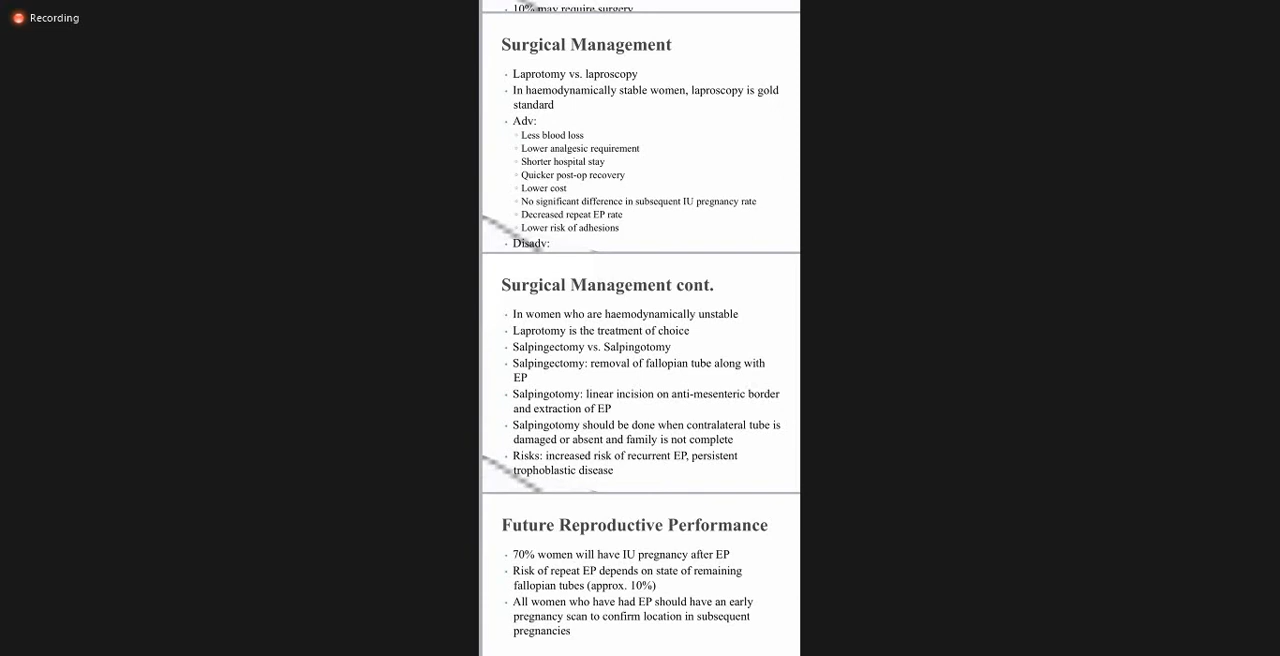 Recording
10% may require surgery
Surgical Management
Laprotomy vs. laproscopy
In haemodynamically stable women, laproscopy is gold
standard
Adv:
Less blood loss
Lower analgesic requirement
Shorter hospital stay
Quicker post-op recovery
Lower cost
No significant difference in subsequent IU pregnancy rate
Decreased repeat EP rate
Lower risk of adhesions
Disadv:
Surgical Management cont.
In women who are haemodynamically unstable
Laprotomy is the treatment of choice
Salpingectomy vs. Salpingotomy
Salpingectomy: removal of fallopian tube along with
EP
Salpingotomy: linear incision on anti-mesenteric border
and extraction of EP
Salpingotomy should be done when contralateral tube is
damaged or absent and family is not complete
Risks: increased risk of recurrent EP, persistent
trophoblastic disease
Future Reproductive Performance
70% women will have IU pregnancy after EP
Risk of repeat EP depends on state of remaining
fallopian tubes (approx. 10%)
All women who have had EP should have an early
pregnancy scan to confirm location in subsequent
pregnancies